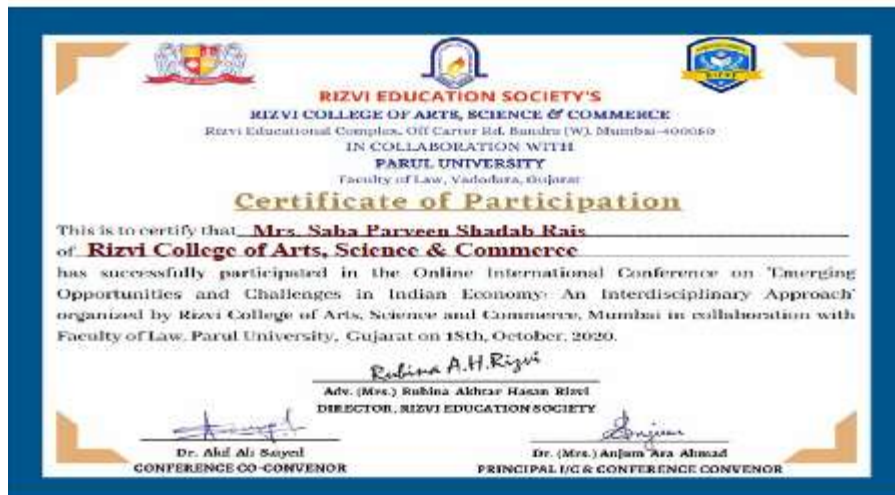 RIZVI EDUCATION SOCIETY'S
RIZVI COLLEGE OF ARTS, SCIENCE & COMMERCE
Rizvi Educational Complex, Off Carter Rd, Bandra (W), Mumbai-400050
IN COLLABORATION WITH
PARUL UNIVERSITY
Faculty of Law, Vadodara, Gujarat
Certificate of Participation
This is to certify that Mrs. Saba Parveen Shadab Rais
of Rizvi College of Arts, Science & Commerce
has successfully participated in the Online International Conference on 'Emerging
Opportunities and Challenges in Indian Economy: An Interdisciplinary Approach'
organized by Rizvi College of Arts, Science and Commerce, Mumbai in collaboration with
Faculty of Law, Parul University, Gujarat on 18th, October, 2020.
Rubina A.H.Rizvi
Adv. (Mrs.) Rubina Akhtar Hasan Rizvi
DIRECTOR, RIZVI EDUCATION SOCIETY
Dr. Akif Ali Saiyed
CONFERENCE CO-CONVENOR
Dr. (Mrs.) Anjum Ara Ahmad
PRINCIPAL I/C & CONFERENCE CONVENOR